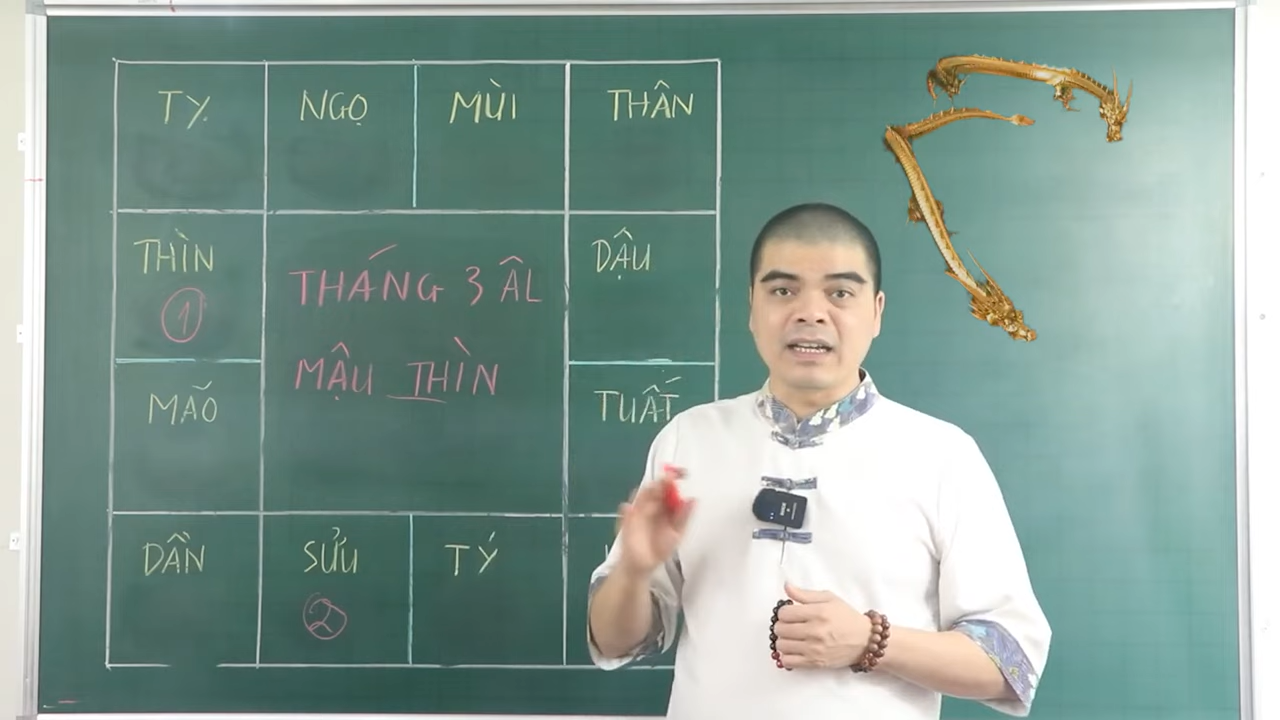 TỴ NGỌ MÙI THÂN
THÌN DẬU
1
THÁNG 3 ÂL
MẬU THÌN
MÃO TUẤT
DẦN SỬU TÝ
2